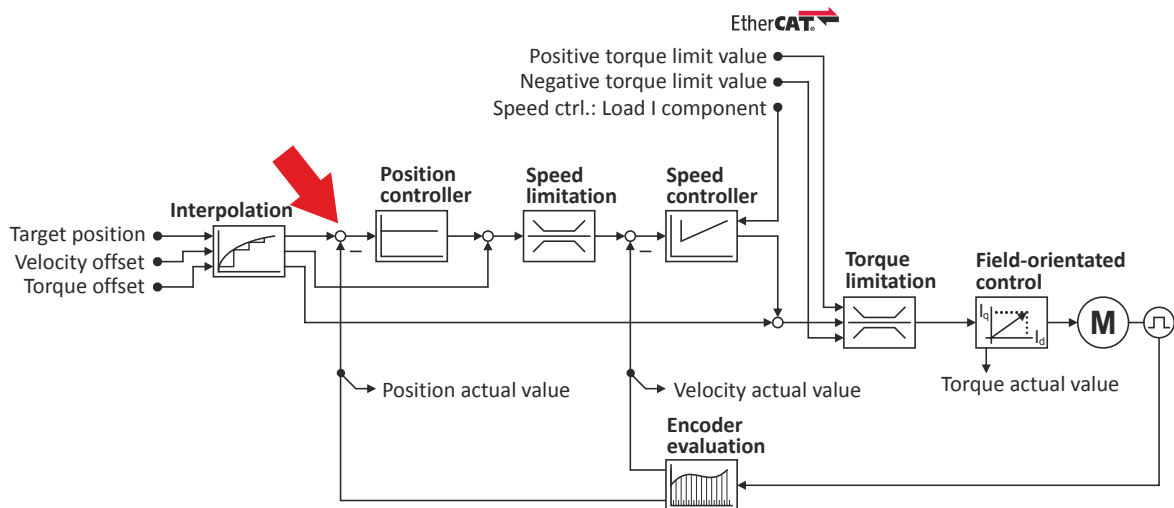 EtherCAT®
Positive torque limit value
Negative torque limit value
Speed ctrl.: Load I component
Position
controller
Speed
limitation
Speed
controller
Interpolation
Target position
Velocity offset
Torque offset
Torque
limitation
Field-orientated
control
Iq
Id
M
Torque actual value
Position actual value
Velocity actual value
Encoder
evaluation